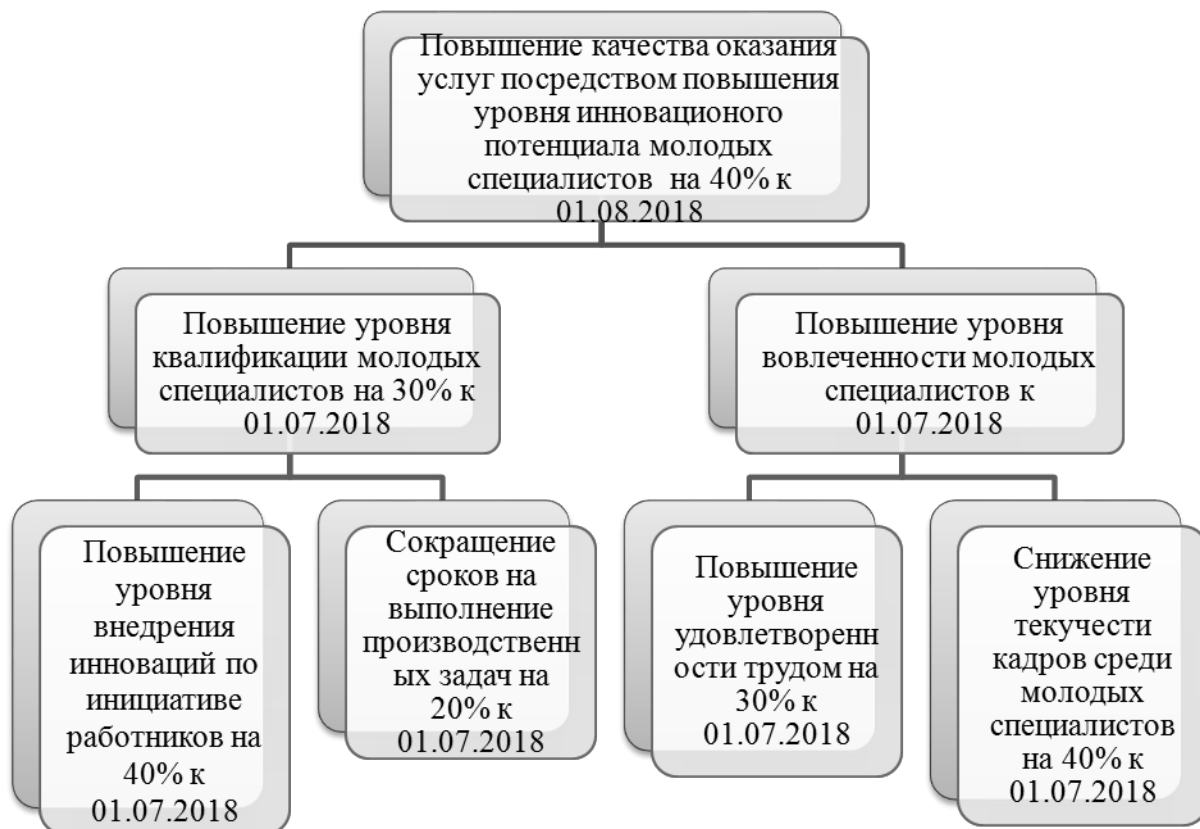 Повышение качества оказания
услуг посредством повышения
уровня инновационого
потенциала молодых
специалистов на 40% к
01.08.2018
Повышение уровня
квалификации молодых
специалистов на 30% к
01.07.2018
Повышение уровня
вовлеченности молодых
специалистов к
01.07.2018
Повышение
уровня
внедрения
инноваций по
инициативе
работников на
40% к
01.07.2018
Сокращение
сроков на
выполнение
производственн
ых задач на
20% к
01.07.2018
Повышение
уровня
удовлетворенн
ости трудом на
30% к
01.07.2018
Снижение
уровня
текучести
кадров среди
молодых
специалистов
на 40% к
01.07.2018